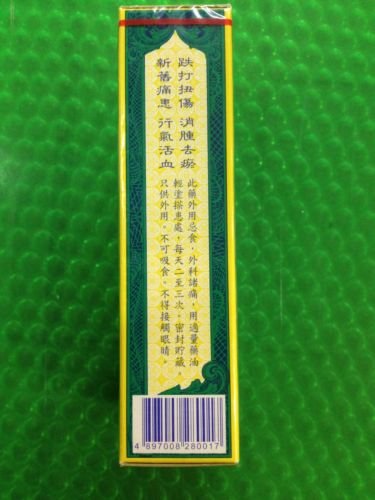 跌打扭傷 消腫去瘀
新舊痛患 行氣活血
此藥外用忌食，外科諸痛，用適量藥油
輕塗搽患處，每天二至三次。密封貯藏。
只供外用。不可吸食。不得接觸眼睛。
4 897008 280017